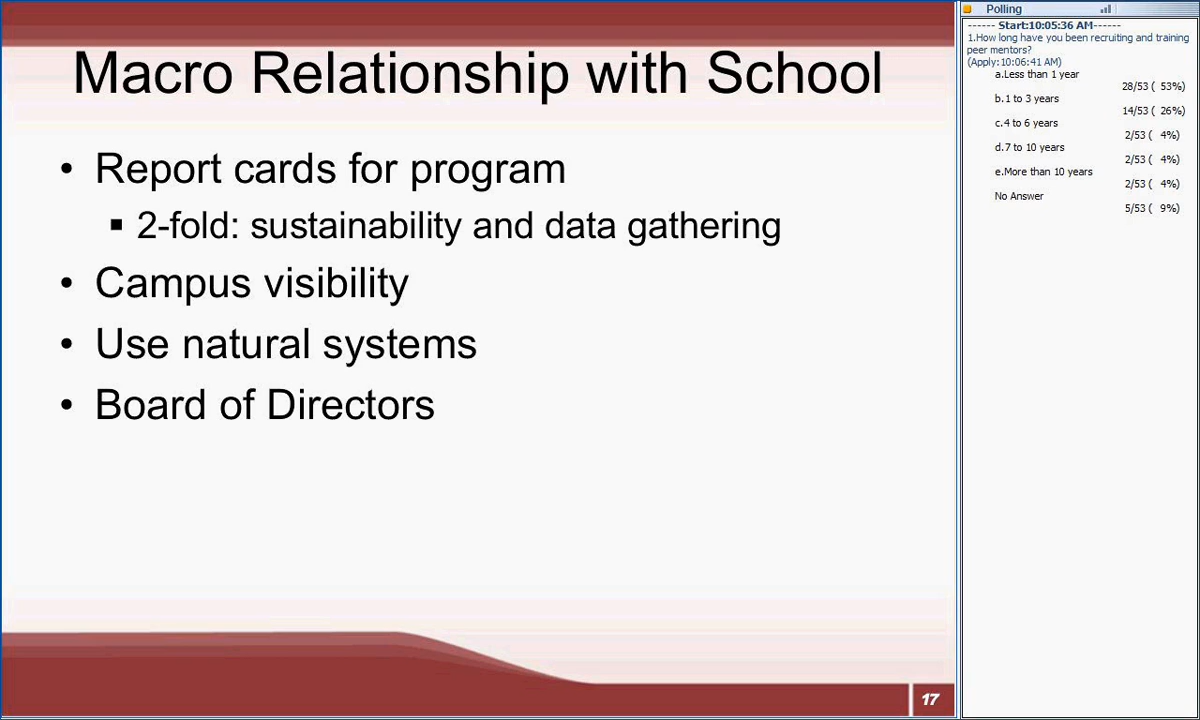 Macro Relationship with School
• Report cards for program
▪ 2-fold: sustainability and data gathering
• Campus visibility
• Use natural systems
• Board of Directors
17
Polling
------ Start:10:05:36 AM------
1.How long have you been recruiting and training
peer mentors?
(Apply:10:06:41 AM)
a.Less than 1 year
28/53 ( 53%)
b.1 to 3 years
14/53 ( 26%)
c.4 to 6 years
2/53 ( 4%)
d.7 to 10 years
2/53 ( 4%)
e.More than 10 years
2/53 ( 4%)
No Answer
5/53 ( 9%)